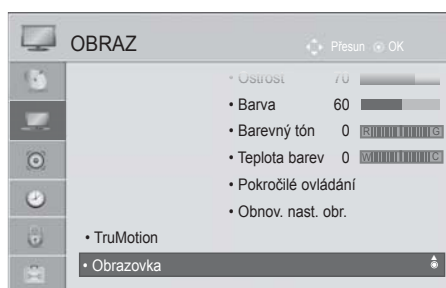 OBRAZ
Přesun OK
• Ostrost 70
• Barva 60
• Barevný tón 0 R G
• Teplota barev 0 W C
• Pokročilé ovládání
• Obnov. nast. obr.
• TruMotion
• Obrazovka